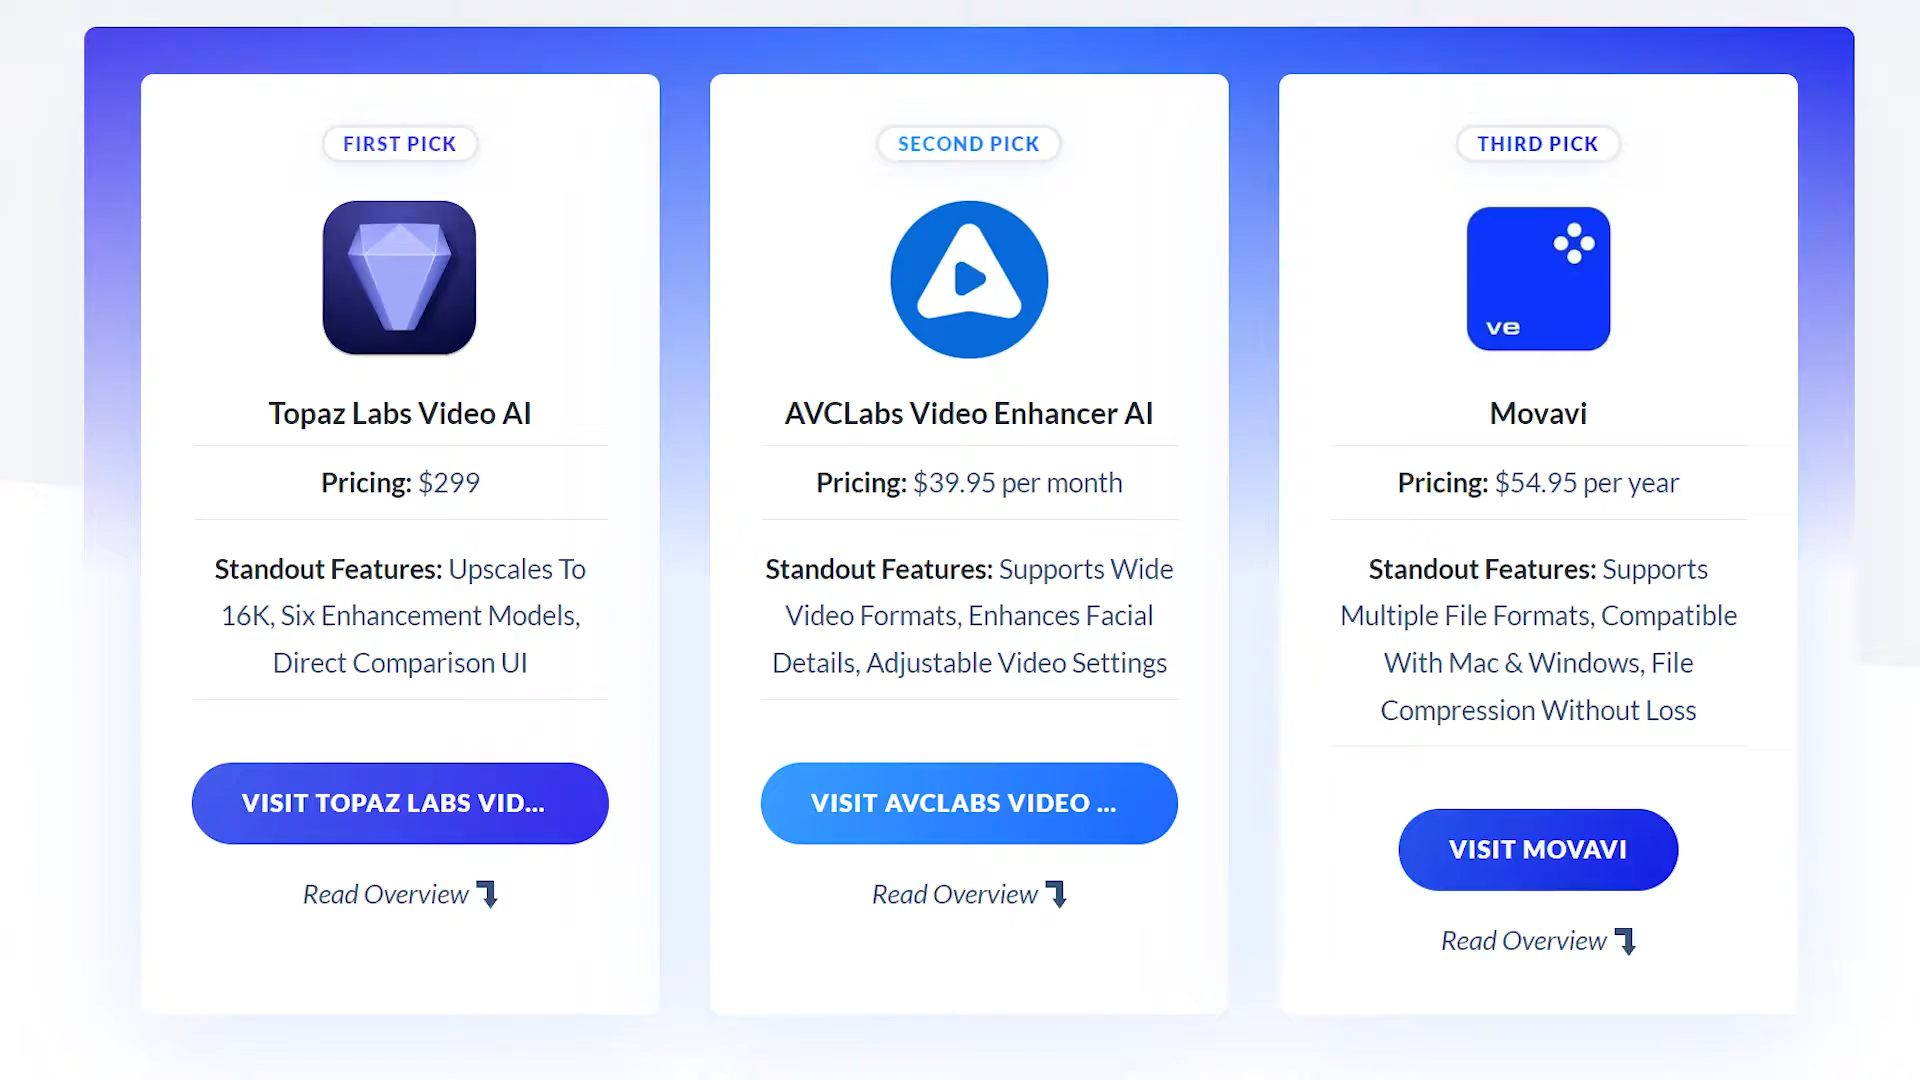 FIRST PICK
Topaz Labs Video AI
Pricing: $299
Standout Features: Upscales To
16K, Six Enhancement Models,
Direct Comparison UI
VISIT TOPAZ LABS VID...
Read Overview
SECOND PICK
AVCLabs Video Enhancer AI
Pricing: $39.95 per month
Standout Features: Supports Wide
Video Formats, Enhances Facial
Details, Adjustable Video Settings
VISIT AVCLABS VIDEO ...
Read Overview
THIRD PICK
ve
Movavi
Pricing: $54.95 per year
Standout Features: Supports
Multiple File Formats, Compatible
With Mac & Windows, File
Compression Without Loss
VISIT MOVAVI
Read Overview